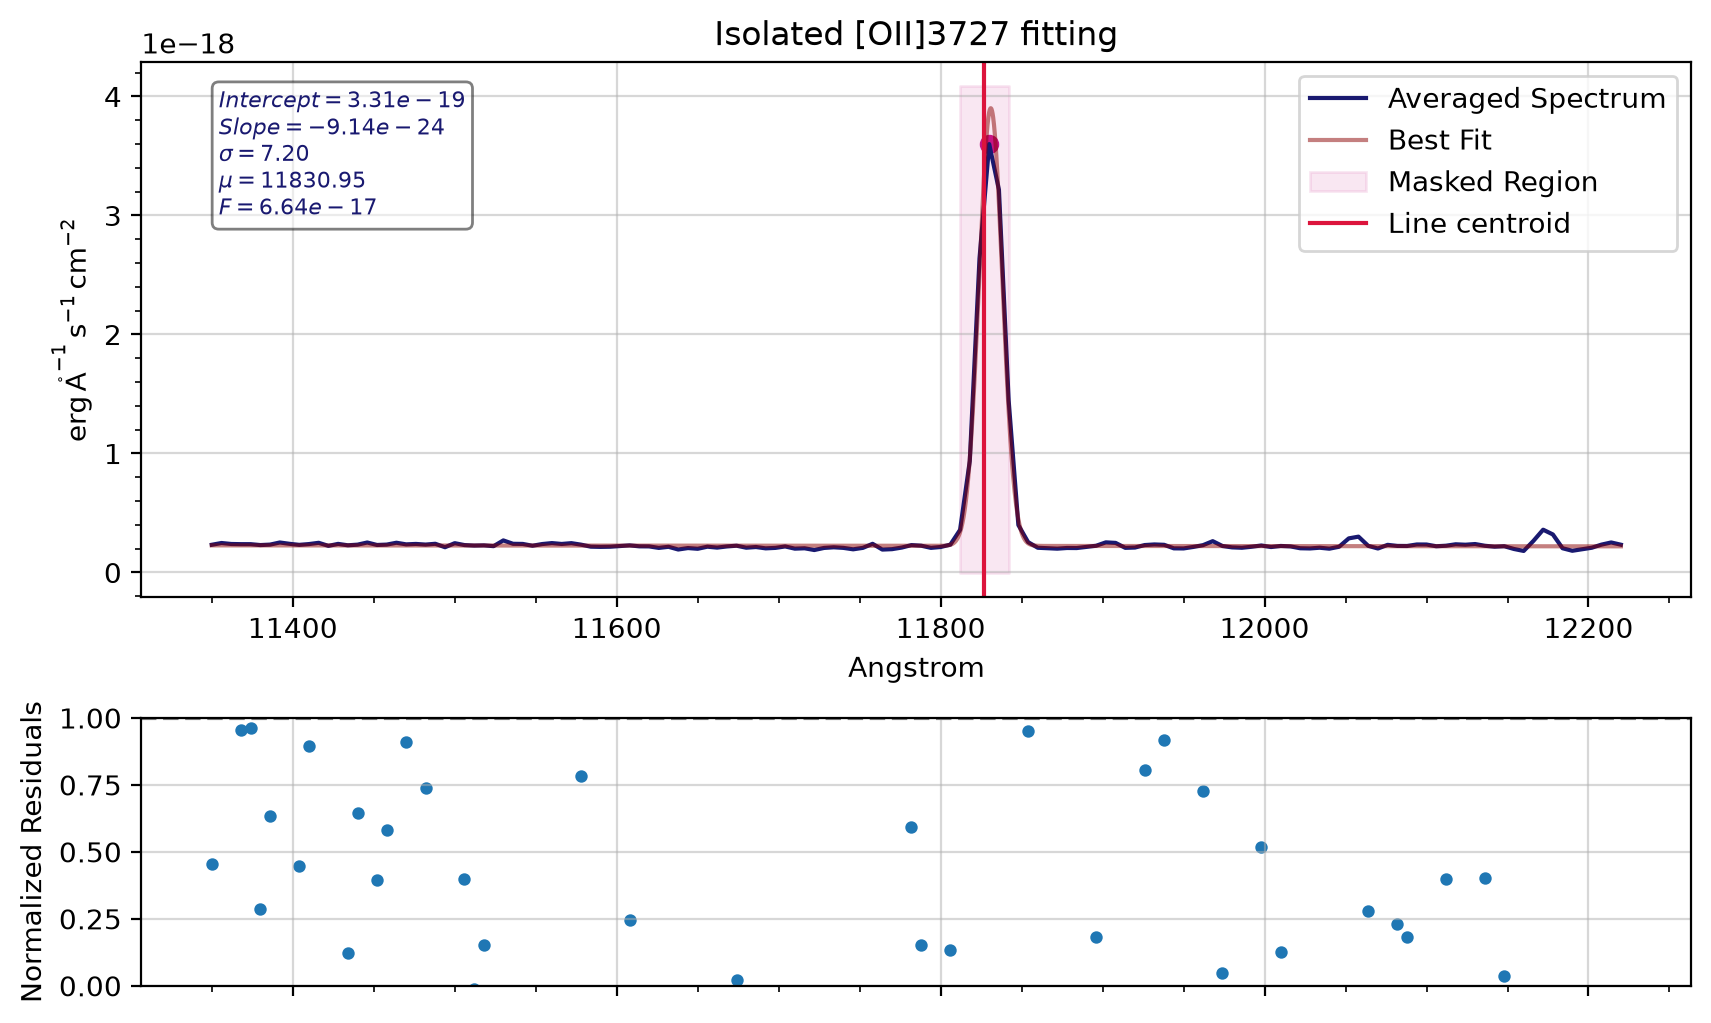 Isolated [OII]3727 fitting
1e−18
Intercept = 3.31e − 19
Slope = −9.14e − 24
σ = 7.20
μ = 11830.95
F = 6.64e − 17
Averaged Spectrum
Best Fit
Masked Region
Line centroid
4
3
2
1
0
erg Å⁻¹ s⁻¹ cm⁻²
11400 11600 11800 12000 12200
Angstrom
1.00
0.75
0.50
0.25
0.00
Normalized Residuals